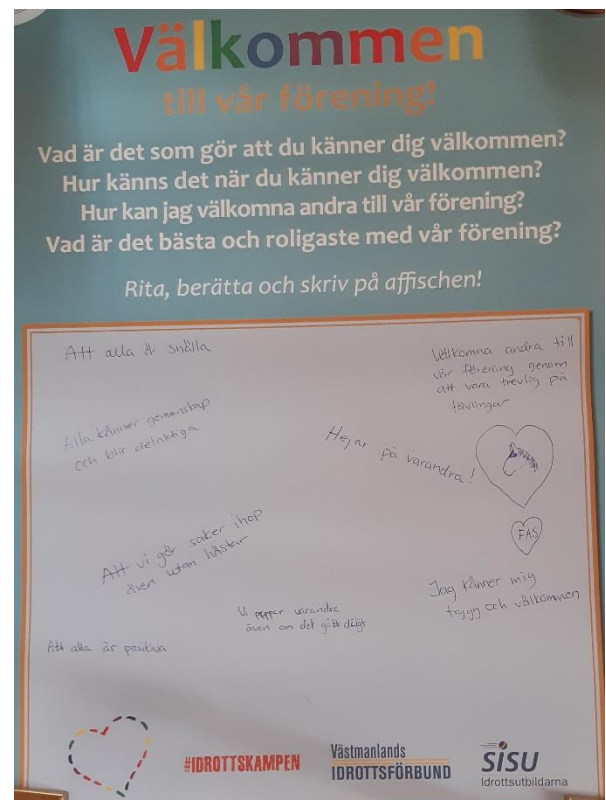 Välkommen
till vår förening!
Vad är det som gör att du känner dig välkommen?
Hur känns det när du känner dig välkommen?
Hur kan jag välkomna andra till vår förening?
Vad är det bästa och roligaste med vår förening?
Rita, berätta och skriv på affischen!
Att alla är snälla
Välkomna andra till
vår förening genom
att vara trevlig på
tävlingar
Alla känner gemenskap
och blir delaktiga
Hejar på varandra!
FAS
Att vi gör saker ihop
även utan hästar
Jag känner mig
trygg och välkommen
Vi peppar varandra
även om det gått dåligt
Att alla är positiva
#IDROTTSKAMPEN
Västmanlands
IDROTTSFÖRBUND
SISU
Idrottsutbildarna